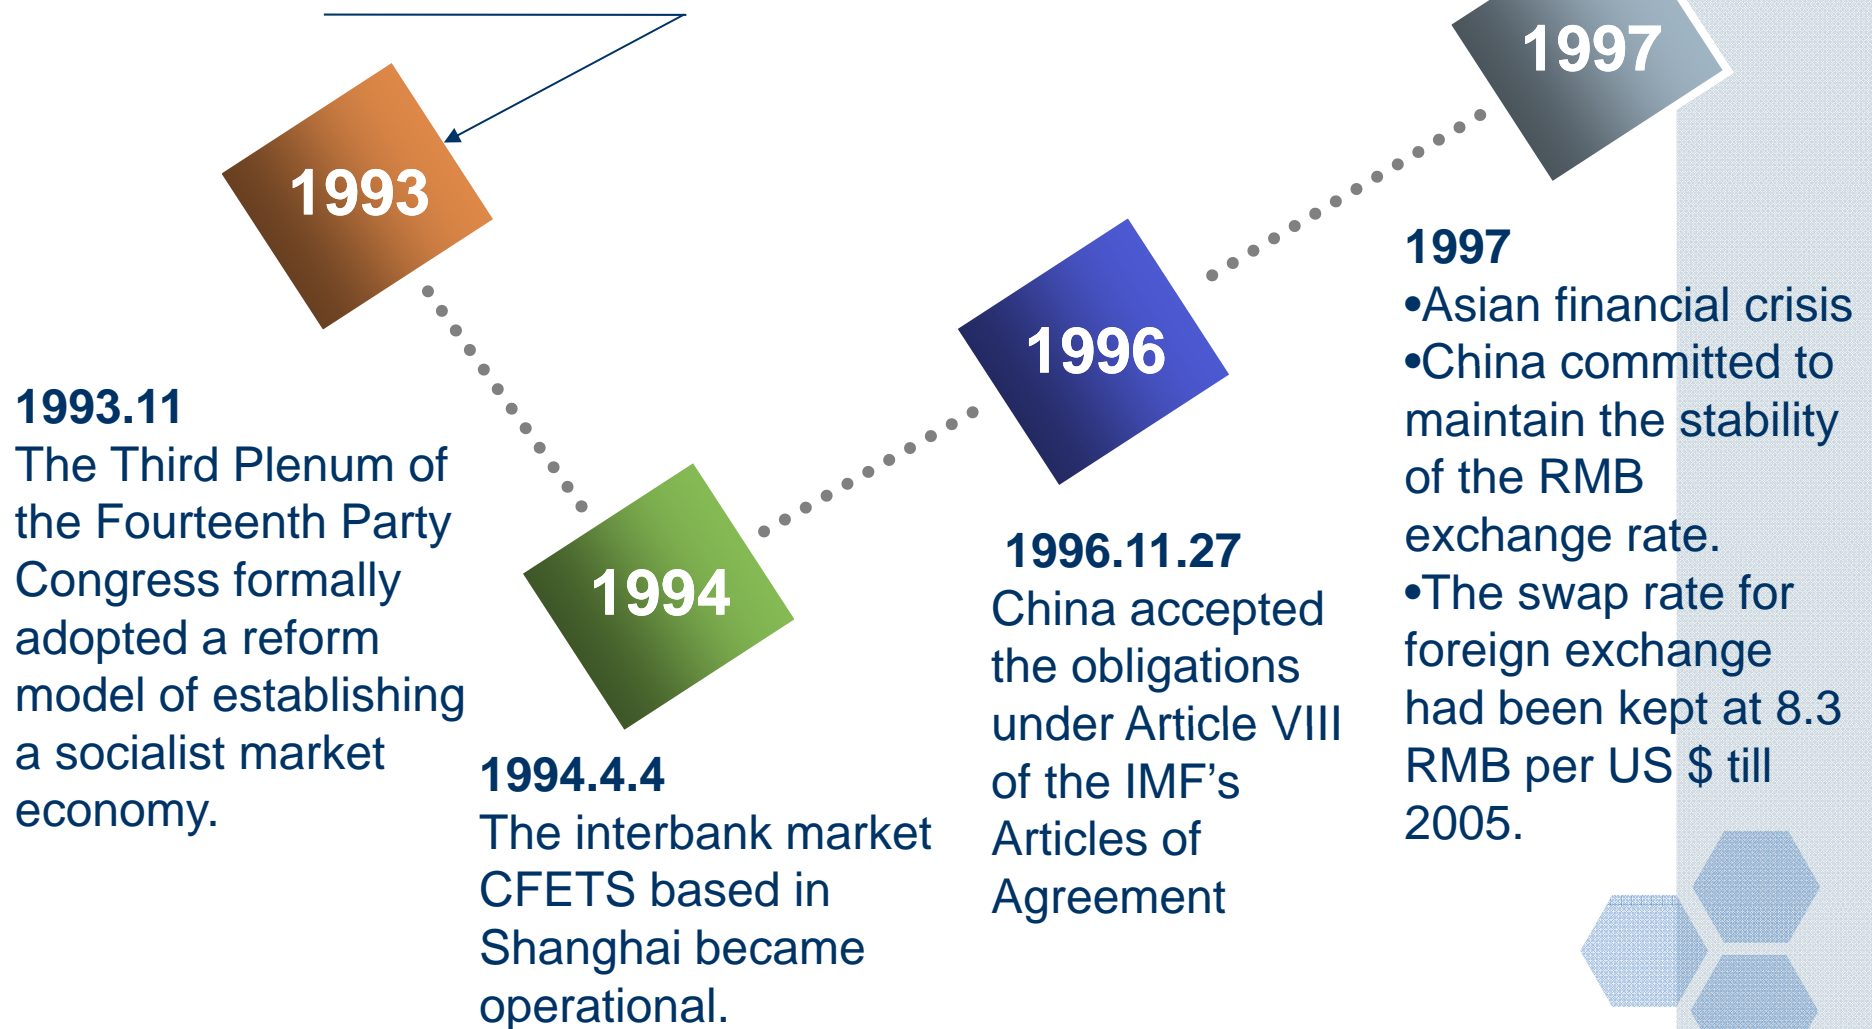 1993
1993.11
The Third Plenum of
the Fourteenth Party
Congress formally
adopted a reform
model of establishing
a socialist market
economy.
1994
1994.4.4
The interbank market
CFETS based in
Shanghai became
operational.
1996
1996.11.27
China accepted
the obligations
under Article VIII
of the IMF’s
Articles of
Agreement
1997
1997
•Asian financial crisis
•China committed to
maintain the stability
of the RMB
exchange rate.
•The swap rate for
foreign exchange
had been kept at 8.3
RMB per US $ till
2005.